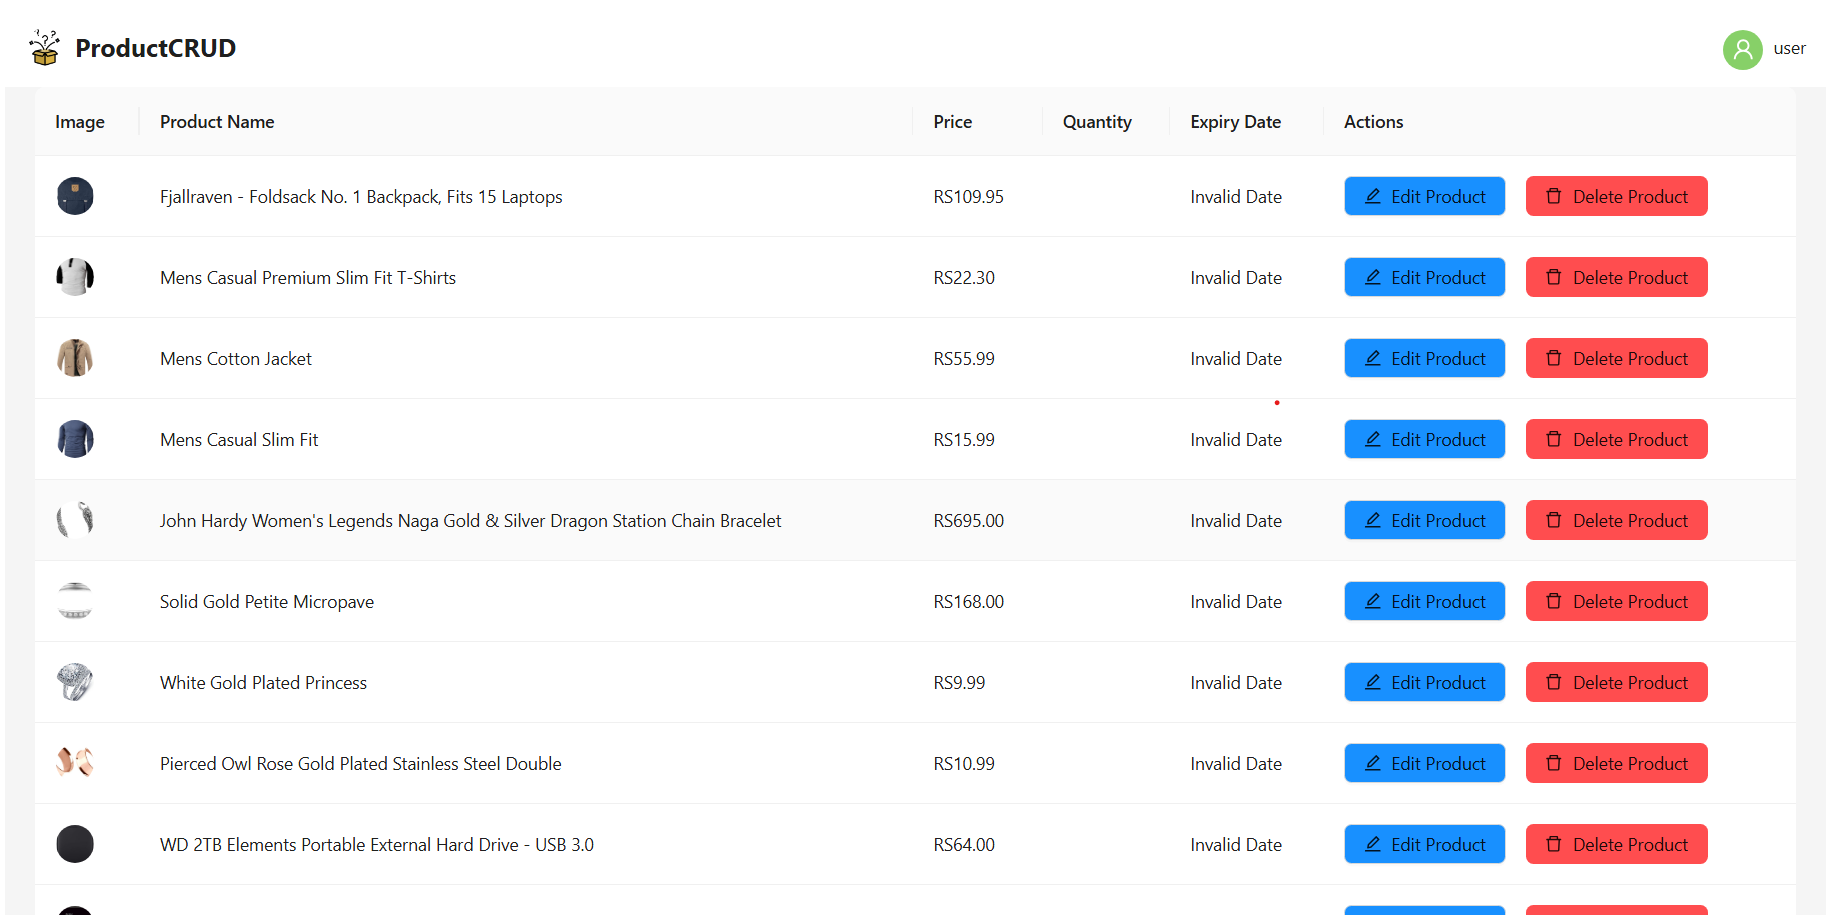 ProductCRUD
user
Image Product Name Price Quantity Expiry Date Actions
Fjallraven - Foldsack No. 1 Backpack, Fits 15 Laptops RS109.95 Invalid Date Edit Product Delete Product
Mens Casual Premium Slim Fit T-Shirts RS22.30 Invalid Date Edit Product Delete Product
Mens Cotton Jacket RS55.99 Invalid Date Edit Product Delete Product
Mens Casual Slim Fit RS15.99 Invalid Date Edit Product Delete Product
John Hardy Women's Legends Naga Gold & Silver Dragon Station Chain Bracelet RS695.00 Invalid Date Edit Product Delete Product
Solid Gold Petite Micropave RS168.00 Invalid Date Edit Product Delete Product
White Gold Plated Princess RS9.99 Invalid Date Edit Product Delete Product
Pierced Owl Rose Gold Plated Stainless Steel Double RS10.99 Invalid Date Edit Product Delete Product
WD 2TB Elements Portable External Hard Drive - USB 3.0 RS64.00 Invalid Date Edit Product Delete Product